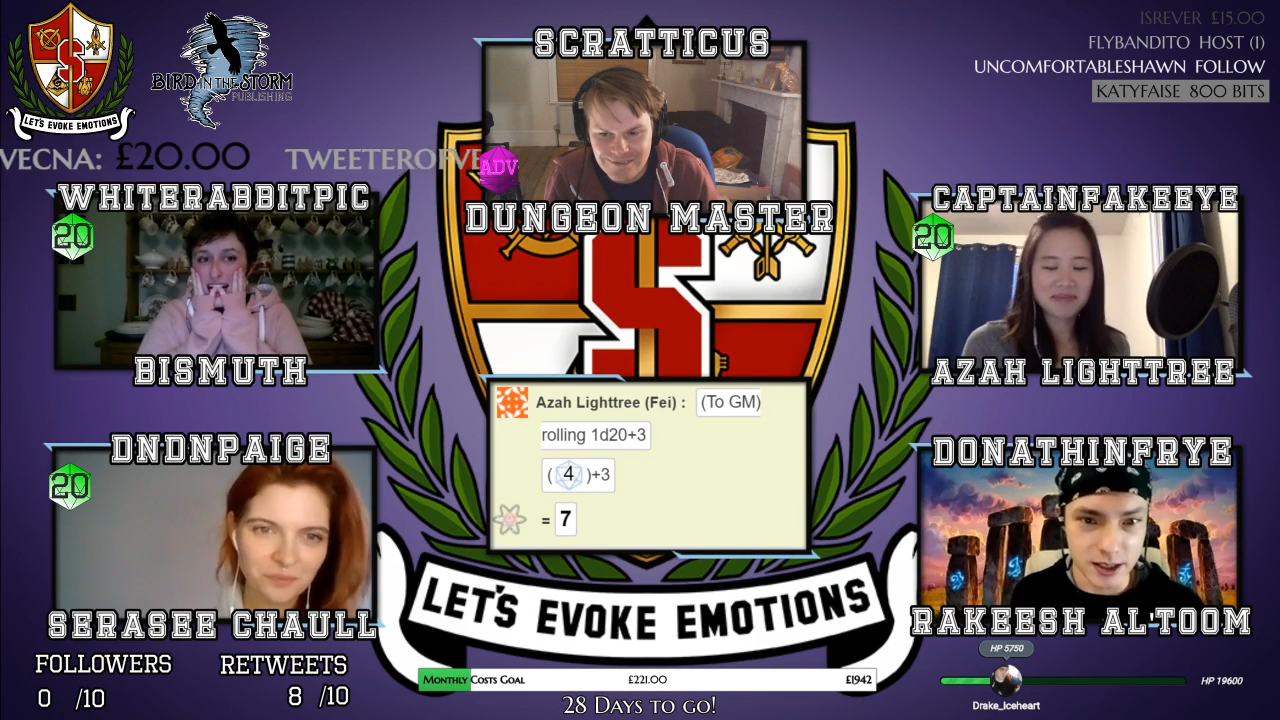 ISREVER £15.00
FLYBANDITO HOST (1)
UNCOMFORTABLESHAWN FOLLOW
KATYFAISE 800 BITS
S
LET'S EVOKE EMOTIONS
BIRD IN THE STORM
PUBLISHING
VECNA: £20.00 TWEETEROFVE
SCRATTICUS
ADV
DUNGEON MASTER
WHITERABBITPIC
20
BISMUTH
CAPTAINFAKEEYE
20
AZAH LIGHTTREE
S
Azah Lighttree (Fei) : (To GM)
rolling 1d20+3
(4)+3
= 7
DNDNPAIGE
20
SERASEE CHAULL
DONATHINFRYE
RAKEESH ALTOOM
LET'S EVOKE EMOTIONS
FOLLOWERS
0 /10
RETWEETS
8 /10
MONTHLY COSTS GOAL £221.00 £1942
28 DAYS TO GO!
HP 5750
HP 19600
Drake_Iceheart